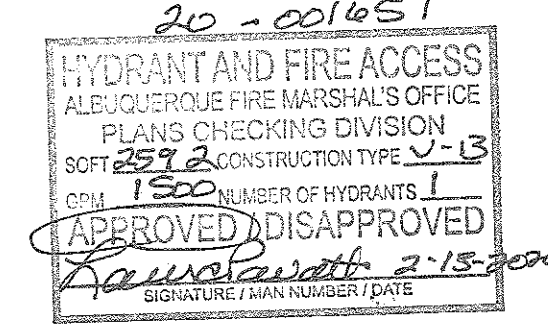 20-001651
HYDRANT AND FIRE ACCESS
ALBUQUERQUE FIRE MARSHAL'S OFFICE
PLANS CHECKING DIVISION
SQFT 2592 CONSTRUCTION TYPE V-B
GPM 1500 NUMBER OF HYDRANTS 1
APPROVED / DISAPPROVED
2-15-2020
SIGNATURE / MAN NUMBER / DATE